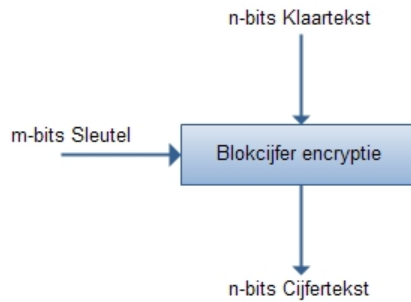 n-bits Klaartekst
m-bits Sleutel
Blokcijfer encryptie
n-bits Cijfertekst